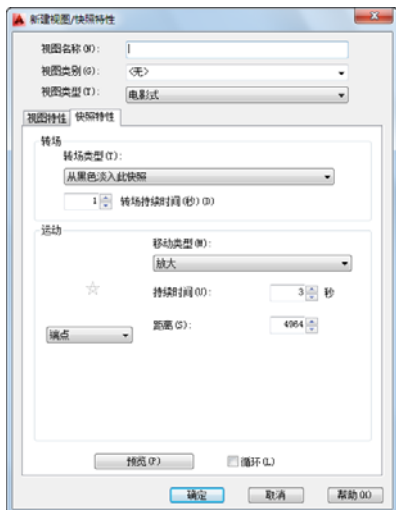 新建视图/快照特性
视图名称(N):
视图类别(G): <无>
视图类型(T): 电影式
视图特性 快照特性
转场
转场类型(T):
从黑色淡入此快照
1 转场持续时间(秒)(D)
运动
移动类型(M):
放大
持续时间(U): 3 秒
端点 距离(S): 4964
预览(P) 循环(L)
确定 取消 帮助(H)